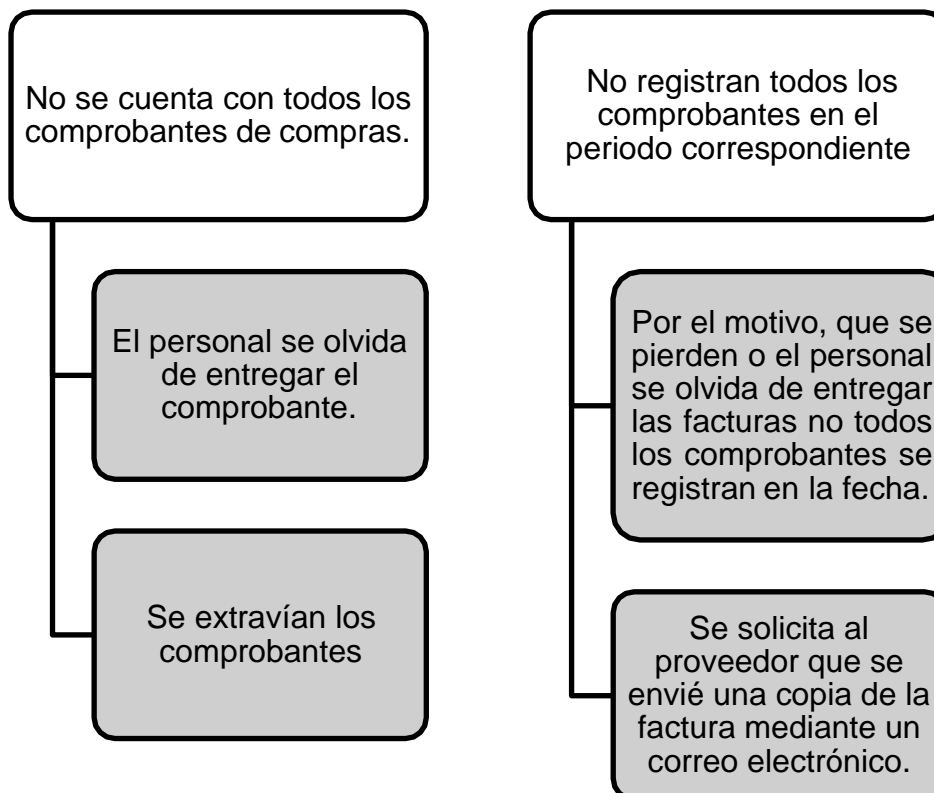 No se cuenta con todos los
comprobantes de compras.
El personal se olvida
de entregar el
comprobante.
Se extravían los
comprobantes
No registran todos los
comprobantes en el
periodo correspondiente
Por el motivo, que se
pierden o el personal
se olvida de entregar
las facturas no todos
los comprobantes se
registran en la fecha.
Se solicita al
proveedor que se
envié una copia de la
factura mediante un
correo electrónico.